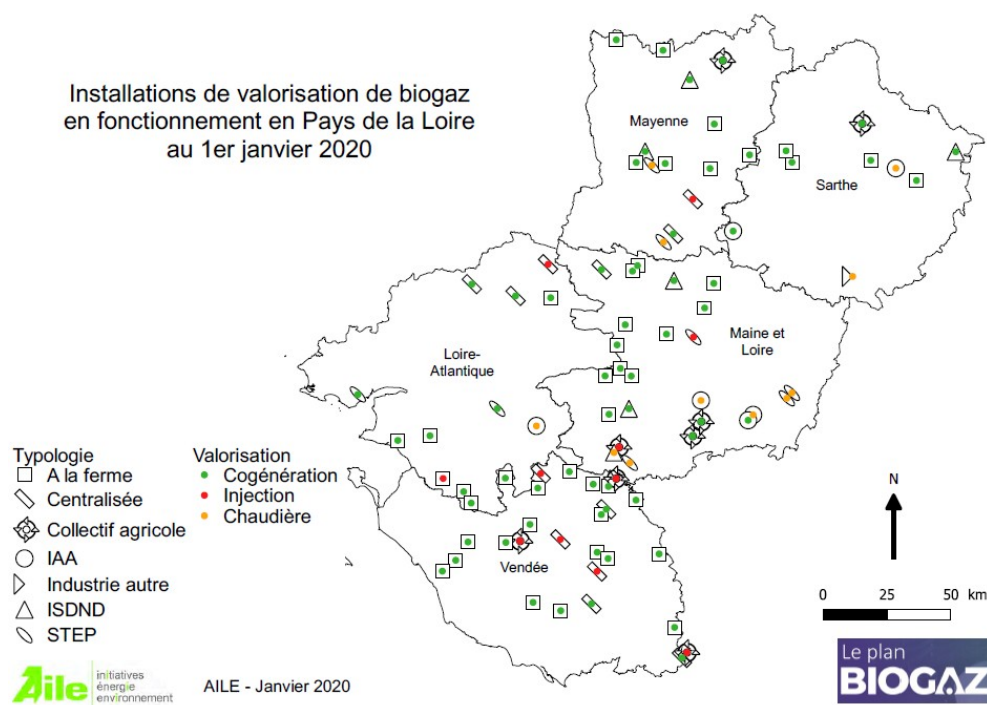 Installations de valorisation de biogaz
en fonctionnement en Pays de la Loire
au 1er janvier 2020
Mayenne
Sarthe
Maine et
Loire
Loire-
Atlantique
Vendée
Typologie
A la ferme
Centralisée
Collectif agricole
IAA
Industrie autre
ISDND
STEP
Valorisation
Cogénération
Injection
Chaudière
N
0 25 50 km
Aile
initiatives
énergie
environnement
AILE - Janvier 2020
Le plan
BIOGAZ